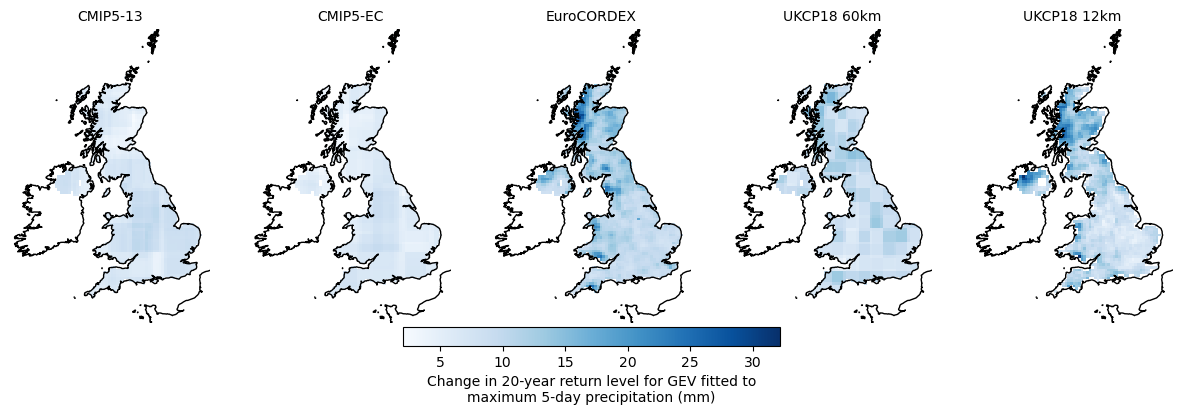 CMIP5-13
CMIP5-EC
EuroCORDEX
UKCP18 60km
UKCP18 12km
5
10
15
20
25
30
Change in 20-year return level for GEV fitted to
maximum 5-day precipitation (mm)